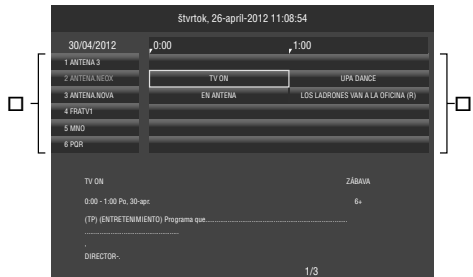 štvrtok, 26-apríl-2012 11:08:54
30/04/2012 0:00 1:00
1 ANTENA 3
2 ANTENA.NEOX TV ON UPA DANCE
3 ANTENA.NOVA EN ANTENA LOS LADRONES VAN A LA OFICINA (R)
4 FRATV1
5 MNO
6 PQR
TV ON ZÁBAVA
0:00 - 1:00 Po, 30-apr. 6+
(TP) (ENTRETENIMIENTO) Programa que......................................................................
...............................................
.
DIRECTOR-.
1/3